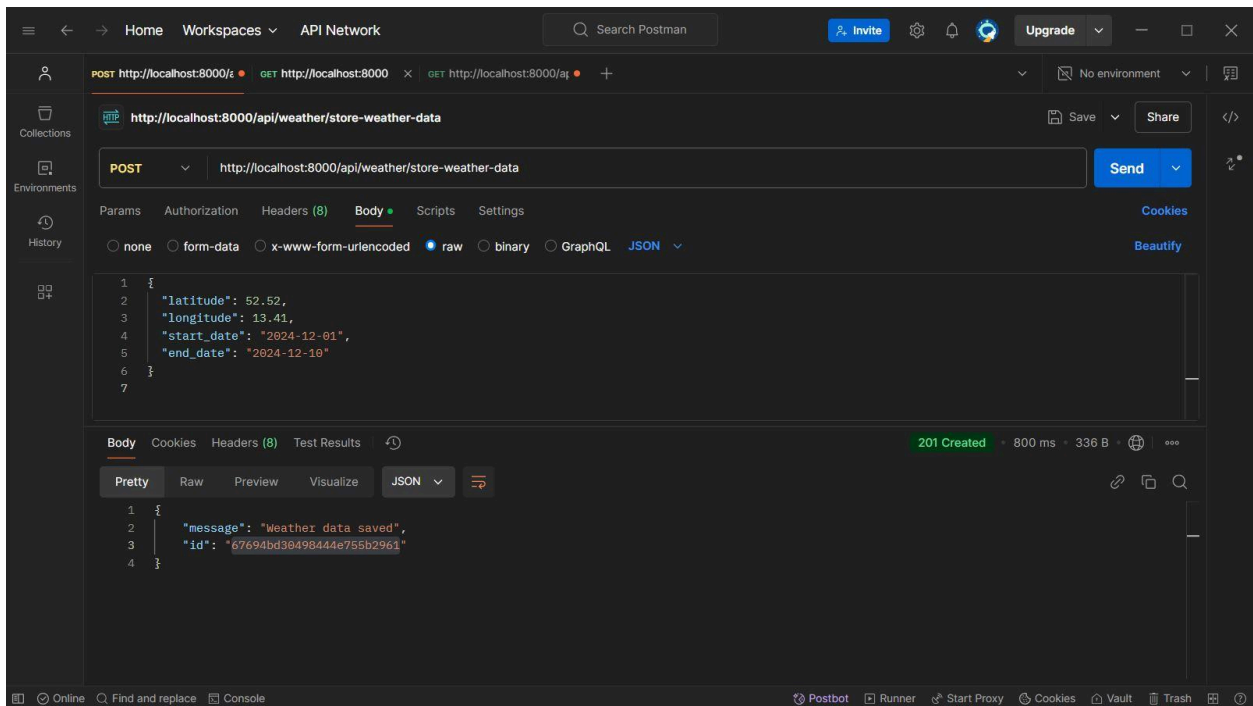 Home Workspaces API Network Search Postman Invite Upgrade
POST http://localhost:8000/a GET http://localhost:8000 GET http://localhost:8000/ap No environment
HTTP http://localhost:8000/api/weather/store-weather-data Save Share
Collections
POST http://localhost:8000/api/weather/store-weather-data Send
Environments
Params Authorization Headers (8) Body Scripts Settings Cookies
History
none form-data x-www-form-urlencoded raw binary GraphQL JSON Beautify
1 {
2 "latitude": 52.52,
3 "longitude": 13.41,
4 "start_date": "2024-12-01",
5 "end_date": "2024-12-10"
6 }
7
Body Cookies Headers (8) Test Results 201 Created 800 ms 336 B
Pretty Raw Preview Visualize JSON
1 {
2 "message": "Weather data saved",
3 "id": "67694bd30498444e755b2961"
4 }
Online Find and replace Console Postbot Runner Start Proxy Cookies Vault Trash